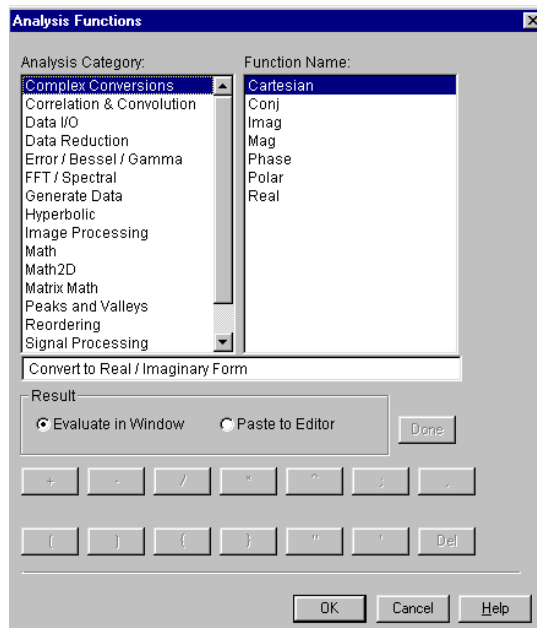 Analysis Functions
Analysis Category:
Complex Conversions
Correlation & Convolution
Data I/O
Data Reduction
Error / Bessel / Gamma
FFT / Spectral
Generate Data
Hyperbolic
Image Processing
Math
Math2D
Matrix Math
Peaks and Valleys
Reordering
Signal Processing
Function Name:
Cartesian
Conj
Imag
Mag
Phase
Polar
Real
Convert to Real / Imaginary Form
Result
Evaluate in Window Paste to Editor
Done
+ - / * ^ ; ,
( ) { } " ' Del
OK Cancel Help